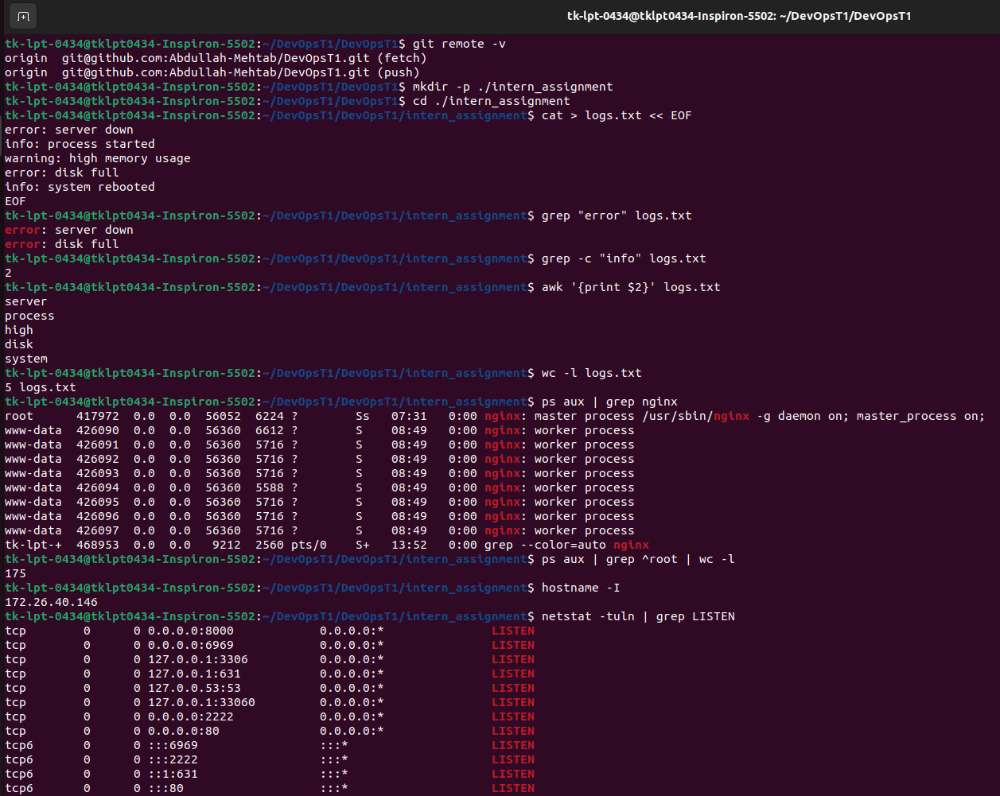 tk-lpt-0434@tklpt0434-Inspiron-5502: ~/DevOpsT1/DevOpsT1
tk-lpt-0434@tklpt0434-Inspiron-5502:~/DevOpsT1/DevOpsT1$ git remote -v
origin  git@github.com:Abdullah-Mehtab/DevOpsT1.git (fetch)
origin  git@github.com:Abdullah-Mehtab/DevOpsT1.git (push)
tk-lpt-0434@tklpt0434-Inspiron-5502:~/DevOpsT1/DevOpsT1$ mkdir -p ./intern_assignment
tk-lpt-0434@tklpt0434-Inspiron-5502:~/DevOpsT1/DevOpsT1$ cd ./intern_assignment
tk-lpt-0434@tklpt0434-Inspiron-5502:~/DevOpsT1/DevOpsT1/intern_assignment$ cat > logs.txt << EOF
error: server down
info: process started
warning: high memory usage
error: disk full
info: system rebooted
EOF
tk-lpt-0434@tklpt0434-Inspiron-5502:~/DevOpsT1/DevOpsT1/intern_assignment$ grep "error" logs.txt
error: server down
error: disk full
tk-lpt-0434@tklpt0434-Inspiron-5502:~/DevOpsT1/DevOpsT1/intern_assignment$ grep -c "info" logs.txt
2
tk-lpt-0434@tklpt0434-Inspiron-5502:~/DevOpsT1/DevOpsT1/intern_assignment$ awk '{print $2}' logs.txt
server
process
high
disk
system
tk-lpt-0434@tklpt0434-Inspiron-5502:~/DevOpsT1/DevOpsT1/intern_assignment$ wc -l logs.txt
5 logs.txt
tk-lpt-0434@tklpt0434-Inspiron-5502:~/DevOpsT1/DevOpsT1/intern_assignment$ ps aux | grep nginx
root      417972  0.0  0.0  56052  6224 ?        Ss   07:31   0:00 nginx: master process /usr/sbin/nginx -g daemon on; master_process on;
www-data  426090  0.0  0.0  56360  6612 ?        S    08:49   0:00 nginx: worker process
www-data  426091  0.0  0.0  56360  5716 ?        S    08:49   0:00 nginx: worker process
www-data  426092  0.0  0.0  56360  5716 ?        S    08:49   0:00 nginx: worker process
www-data  426093  0.0  0.0  56360  5716 ?        S    08:49   0:00 nginx: worker process
www-data  426094  0.0  0.0  56360  5588 ?        S    08:49   0:00 nginx: worker process
www-data  426095  0.0  0.0  56360  5716 ?        S    08:49   0:00 nginx: worker process
www-data  426096  0.0  0.0  56360  5716 ?        S    08:49   0:00 nginx: worker process
www-data  426097  0.0  0.0  56360  5716 ?        S    08:49   0:00 nginx: worker process
tk-lpt-+  468953  0.0  0.0   9212  2560 pts/0    S+   13:52   0:00 grep --color=auto nginx
tk-lpt-0434@tklpt0434-Inspiron-5502:~/DevOpsT1/DevOpsT1/intern_assignment$ ps aux | grep ^root | wc -l
175
tk-lpt-0434@tklpt0434-Inspiron-5502:~/DevOpsT1/DevOpsT1/intern_assignment$ hostname -I
172.26.40.146
tk-lpt-0434@tklpt0434-Inspiron-5502:~/DevOpsT1/DevOpsT1/intern_assignment$ netstat -tuln | grep LISTEN
tcp        0      0 0.0.0.0:8000            0.0.0.0:*               LISTEN
tcp        0      0 0.0.0.0:6969            0.0.0.0:*               LISTEN
tcp        0      0 127.0.0.1:3306          0.0.0.0:*               LISTEN
tcp        0      0 127.0.0.1:631           0.0.0.0:*               LISTEN
tcp        0      0 127.0.0.53:53           0.0.0.0:*               LISTEN
tcp        0      0 127.0.0.1:33060         0.0.0.0:*               LISTEN
tcp        0      0 0.0.0.0:2222            0.0.0.0:*               LISTEN
tcp        0      0 0.0.0.0:80              0.0.0.0:*               LISTEN
tcp6       0      0 :::6969                 :::*                    LISTEN
tcp6       0      0 :::2222                 :::*                    LISTEN
tcp6       0      0 ::1:631                 :::*                    LISTEN
tcp6       0      0 :::80                   :::*                    LISTEN